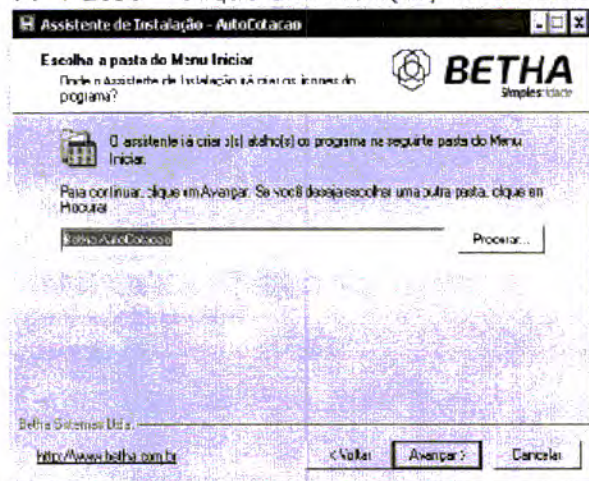 Assistente de Instalação - AutoCotacao
Escolha a pasta do Menu Iniciar
Onde o Assistente de Instalação irá criar os ícones do
programa?
BETHA
Simples
O assistente irá criar o(s) atalho(s) do programa na seguinte pasta do Menu
Iniciar.
Para continuar, clique em Avançar. Se você deseja escolher uma outra pasta, clique em
Procurar.
Betha AutoCotacao
Procurar...
Betha Sistemas Ltda.
http://www.betha.com.br
< Voltar
Avançar >
Cancelar